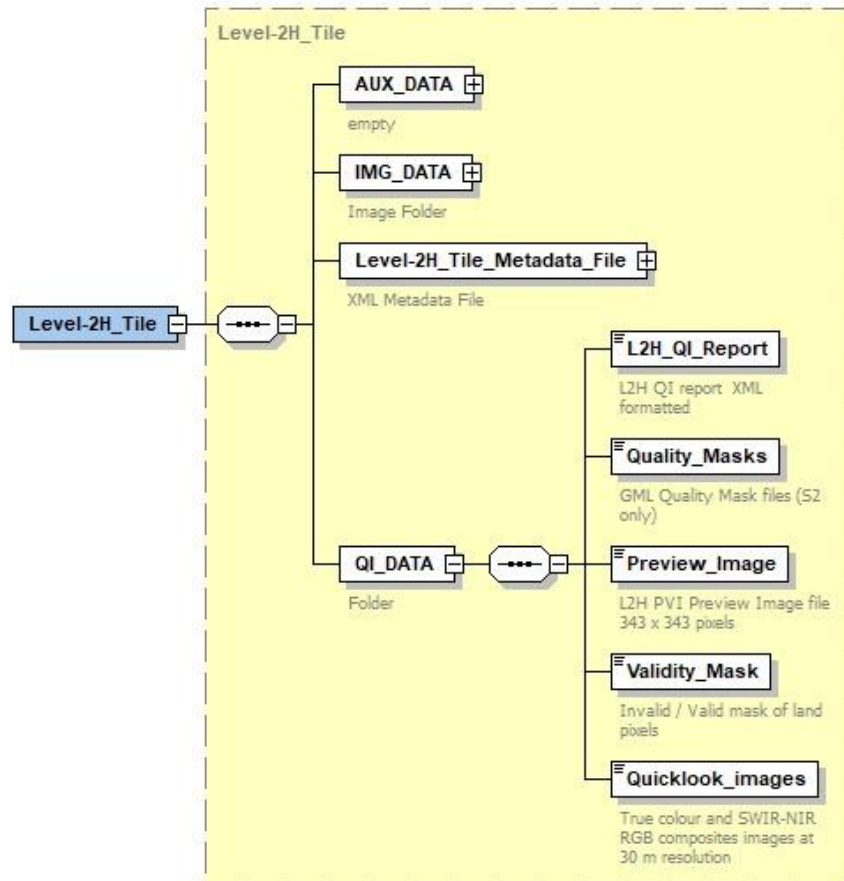 Level-2H_Tile
AUX_DATA
empty
IMG_DATA
Image Folder
Level-2H_Tile_Metadata_File
XML Metadata File
Level-2H_Tile
L2H_QI_Report
L2H QI report XML
formatted
Quality_Masks
GML Quality Mask files (S2
only)
QI_DATA
Folder
Preview_Image
L2H PVI Preview Image file
343 x 343 pixels
Validity_Mask
Invalid / Valid mask of land
pixels
Quicklook_images
True colour and SWIR-NIR
RGB composites images at
30 m resolution